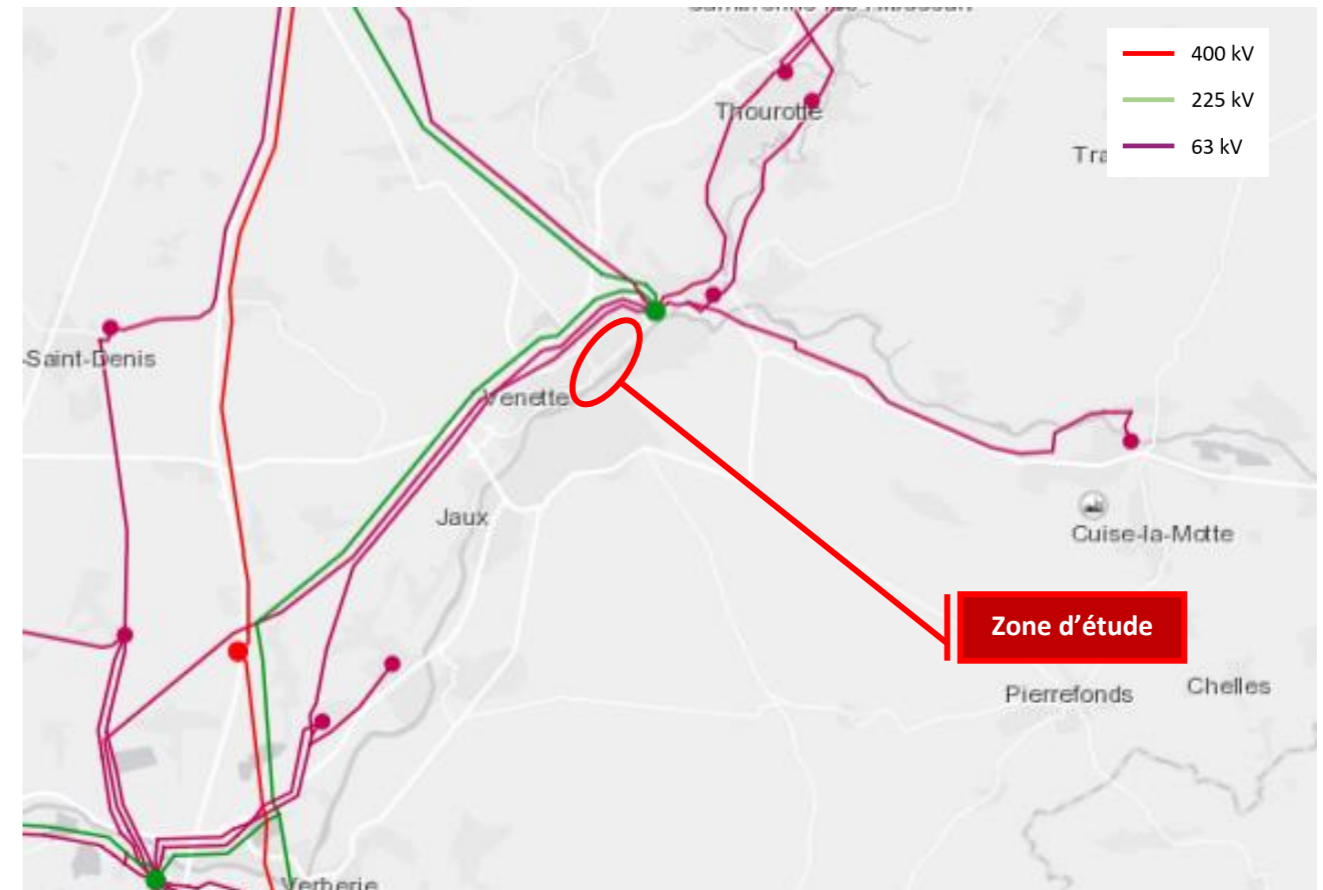 400 kV
225 kV
63 kV
Thourotte
Tra
-Saint-Denis
Venette
Jaux
Cuise-la-Motte
Zone d'étude
Pierrefonds
Chelles
Verberie